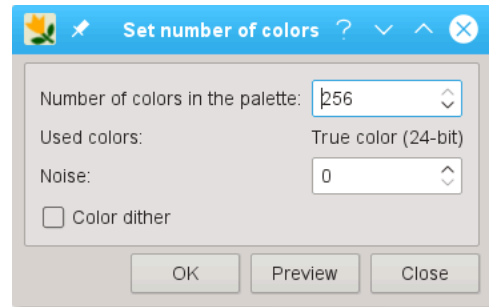 Set number of colors
Number of colors in the palette: 256
Used colors: True color (24-bit)
Noise: 0
Color dither
OK Preview Close